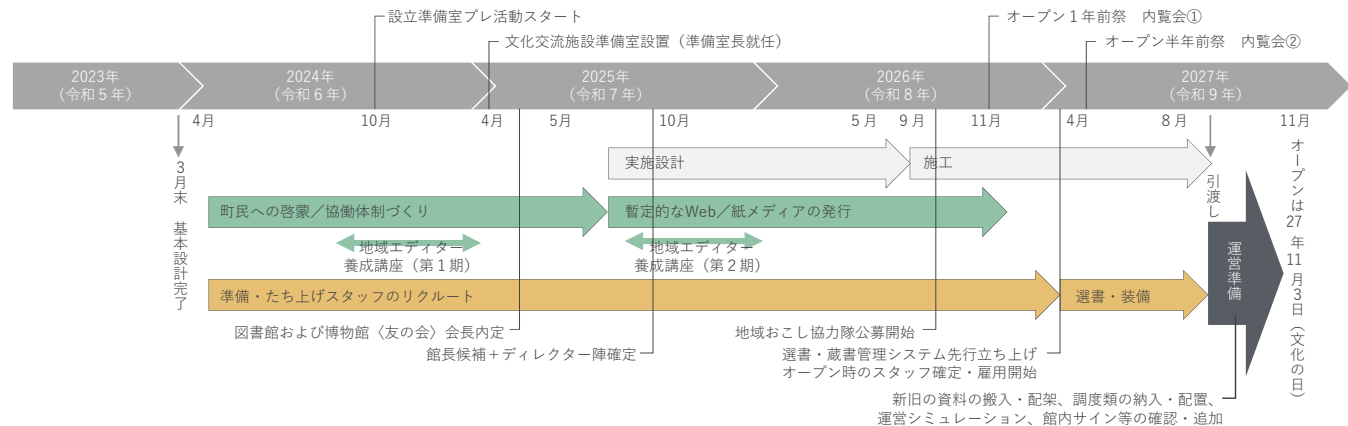 設立準備室プレ活動スタート
オープン１年前祭　内覧会①
文化交流施設準備室設置（準備室長就任）
オープン半年前祭　内覧会②
2023年
（令和５年）
2024年
（令和６年）
2025年
（令和７年）
2026年
（令和８年）
2027年
（令和９年）
4月
10月
4月
5月
10月
５月
９月
11月
4月
８月
11月
３月末　基本設計完了
実施設計
施工
引渡し
オープンは27年11月３日（文化の日）
町民への啓蒙／協働体制づくり
暫定的なWeb／紙メディアの発行
地域エディター
養成講座（第１期）
地域エディター
養成講座（第２期）
運営準備
準備・たち上げスタッフのリクルート
選書・装備
図書館および博物館〈友の会〉会長内定
地域おこし協力隊公募開始
館長候補＋ディレクター陣確定
選書・蔵書管理システム先行立ち上げ
オープン時のスタッフ確定・雇用開始
新旧の資料の搬入・配架、調度類の納入・配置、
運営シミュレーション、館内サイン等の確認・追加